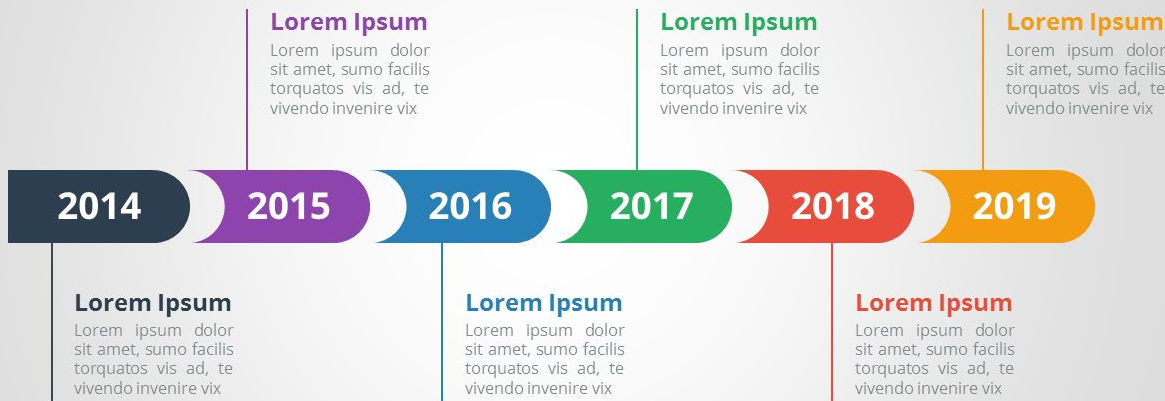 Lorem Ipsum
Lorem ipsum dolor
sit amet, sumo facilis
torquatos vis ad, te
vivendo invenire vix
Lorem Ipsum
Lorem ipsum dolor
sit amet, sumo facilis
torquatos vis ad, te
vivendo invenire vix
Lorem Ipsum
Lorem ipsum dolor
sit amet, sumo facilis
torquatos vis ad, te
vivendo invenire vix
2014 2015 2016 2017 2018 2019
Lorem Ipsum
Lorem ipsum dolor
sit amet, sumo facilis
torquatos vis ad, te
vivendo invenire vix
Lorem Ipsum
Lorem ipsum dolor
sit amet, sumo facilis
torquatos vis ad, te
vivendo invenire vix
Lorem Ipsum
Lorem ipsum dolor
sit amet, sumo facilis
torquatos vis ad, te
vivendo invenire vix